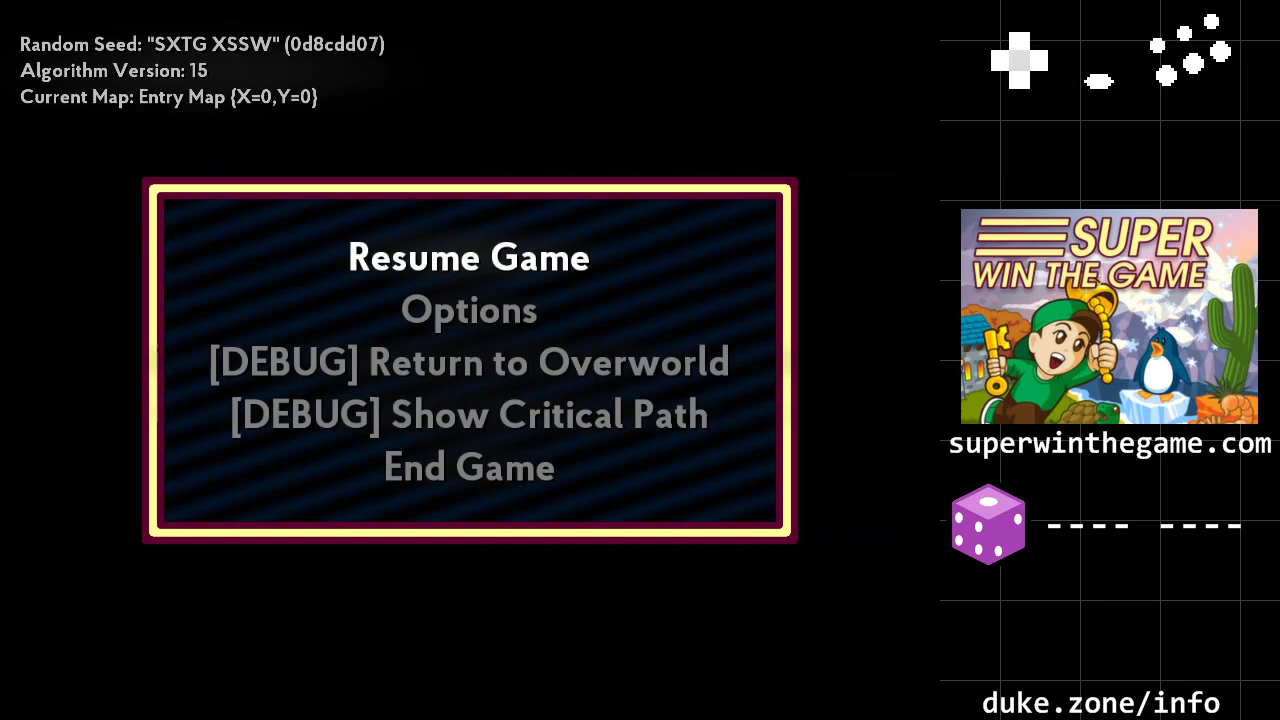 Random Seed: "SXTG XSSW" (0d8cdd07)
Algorithm Version: 15
Current Map: Entry Map {X=0,Y=0}
Resume Game
Options
[DEBUG] Return to Overworld
[DEBUG] Show Critical Path
End Game
SUPER
WIN THE GAME
superwinthegame.com
---- ----
duke.zone/info